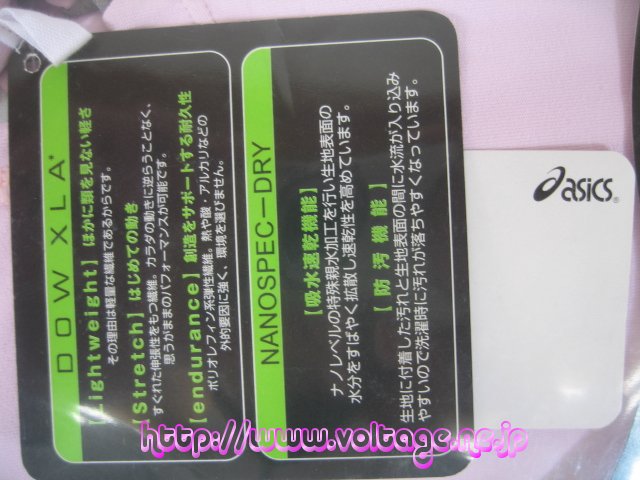 DOW XLA*
[Lightweight] ほかに類を見ない軽さ
その理由は軽量な繊維であるからです。
[Stretch] はじめての動き
すぐれた伸張性をもつ繊維。カラダの動きに逆らうことなく、
思うがままのパフォーマンスが可能です。
[endurance] 創造をサポートする耐久性
ポリオレフィン系弾性繊維。熱や酸・アルカリなどの
外的要因に強く、環境を選びません。
NANOSPEC-DRY
[吸水速乾機能]
ナノレベルの特殊親水加工を行い生地表面の
水分をすばやく拡散し速乾性を高めています。
[防汚機能]
生地に付着した汚れと生地表面の間に水流が入り込み
やすいので洗濯時に汚れが落ちやすくなっています。
asics®
http://www.voltage.ne.jp